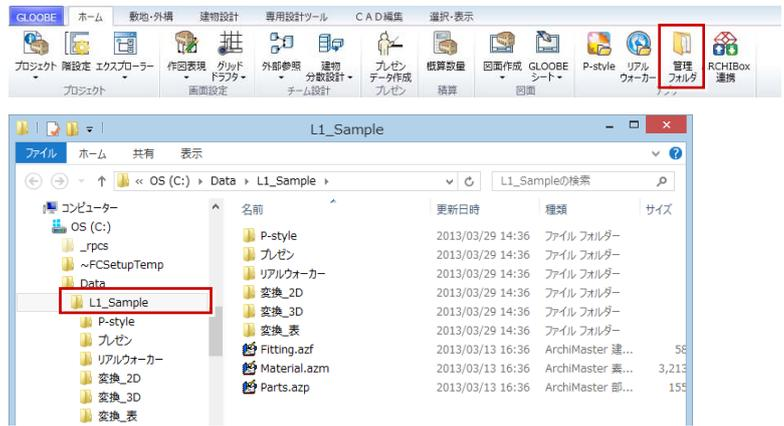 GLOOBE ホーム 敷地・外構 建物設計 専用設計ツール CAD編集 選択・表示
プロジェクト 階設定 エクスプローラー 作図表現 グリッドドラフタ 外部参照 建物分散設計 プレゼンデータ作成 概算数量 図面作成 GLOOBEシート P-style リアルウォーカー 管理フォルダ RCHIBox連携
プロジェクト 画面設定 チーム設計 プレゼン 積算 図面
L1_Sample
ファイル ホーム 共有 表示
« OS (C:) Data L1_Sample L1_Sampleの検索
コンピューター 名前 更新日時 種類 サイズ
OS (C:)
_rpcs P-style 2013/03/29 14:36 ファイル フォルダー
~FCSetupTemp プレゼン 2013/03/29 14:36 ファイル フォルダー
Data リアルウォーカー 2013/03/29 14:36 ファイル フォルダー
L1_Sample 変換_2D 2013/03/29 14:36 ファイル フォルダー
P-style 変換_3D 2013/03/29 14:36 ファイル フォルダー
プレゼン 変換_表 2013/03/29 14:36 ファイル フォルダー
リアルウォーカー Fitting.azf 2013/03/13 16:36 ArchiMaster 建... 58
変換_2D Material.azm 2013/03/13 16:36 ArchiMaster 素... 3,213
変換_3D Parts.azp 2013/03/13 16:36 ArchiMaster 部... 155
変換_表